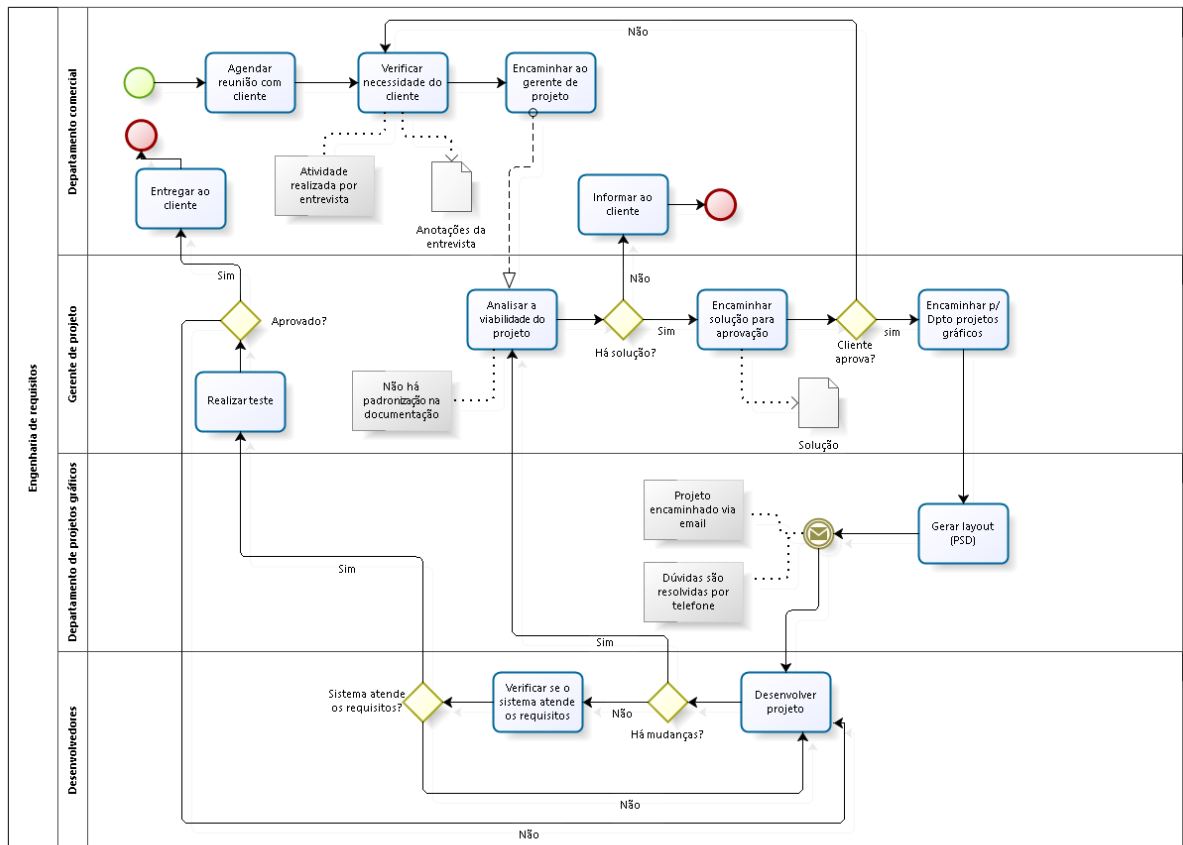 Engenharia de requisitos
Departamento comercial
Não
Agendar
reunião com
cliente
Verificar
necessidade do
cliente
Encaminhar ao
gerente de
projeto
Entregar ao
cliente
Atividade
realizada por
entrevista
Anotações da
entrevista
Informar ao
cliente
Gerente de projeto
Sim
Aprovado?
Realizar teste
Analisar a
viabilidade do
projeto
Não há
padronização na
documentação
Não
Há solução?
Sim
Encaminhar
solução para
aprovação
Solução
Cliente
aprova?
sim
Encaminhar p/
Dpto projetos
gráficos
Departamento de projetos gráficos
Sim
Projeto
encaminhado via
email
Dúvidas são
resolvidas por
telefone
Gerar layout
(PSD)
Sim
Desenvolvedores
Sistema atende
os requisitos?
Verificar se o
sistema atende
os requisitos
Não
Há mudanças?
Desenvolver
projeto
Não
Não